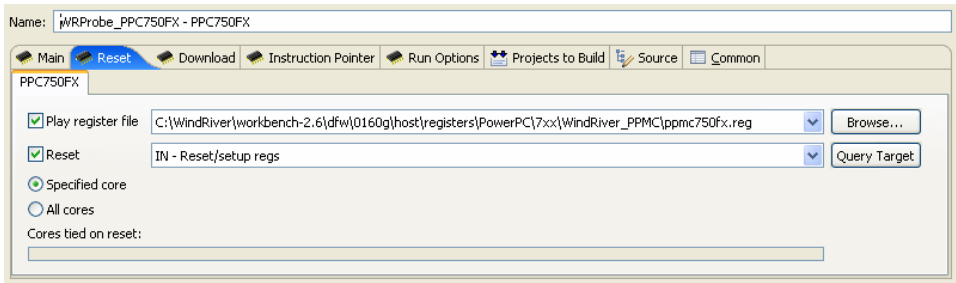 Name: WRProbe_PPC750FX - PPC750FX
Main Reset Download Instruction Pointer Run Options Projects to Build Source Common
PPC750FX
Play register file C:\WindRiver\workbench-2.6\dfw\0160g\host\registers\PowerPC\7xx\WindRiver_PPMC\ppmc750fx.reg Browse...
Reset IN - Reset/setup regs Query Target
Specified core
All cores
Cores tied on reset: